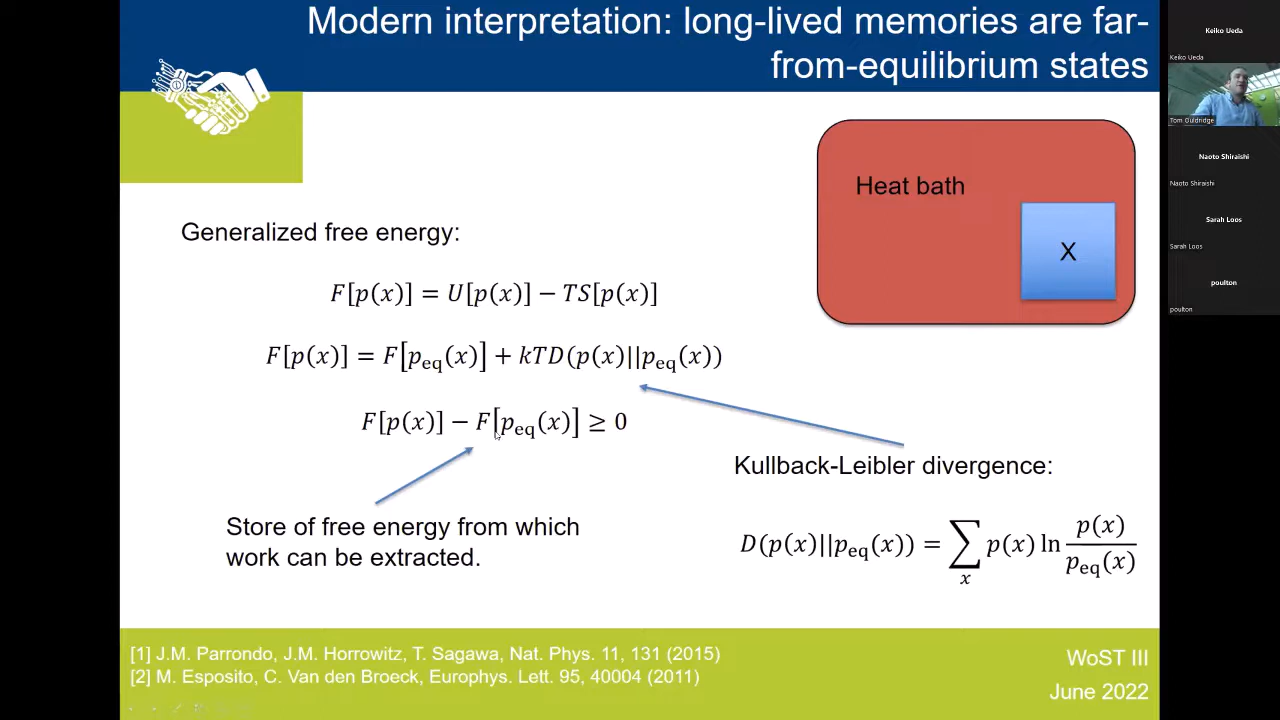 Modern interpretation: long-lived memories are far-
from-equilibrium states
Heat bath
X
Generalized free energy:
F[p(x)] = U[p(x)] − TS[p(x)]
F[p(x)] = F[p_eq(x)] + kTD(p(x)||p_eq(x))
F[p(x)] − F[p_eq(x)] ≥ 0
Store of free energy from which
work can be extracted.
Kullback-Leibler divergence:
D(p(x)||p_eq(x)) = ∑_x p(x) ln p(x)/p_eq(x)
[1] J.M. Parrondo, J.M. Horrowitz, T. Sagawa, Nat. Phys. 11, 131 (2015)
[2] M. Esposito, C. Van den Broeck, Europhys. Lett. 95, 40004 (2011)
WoST III
June 2022
Keiko Ueda
Keiko Ueda
Tom Ouldridge
Naoto Shiraishi
Naoto Shiraishi
Sarah Loos
Sarah Loos
poulton
poulton